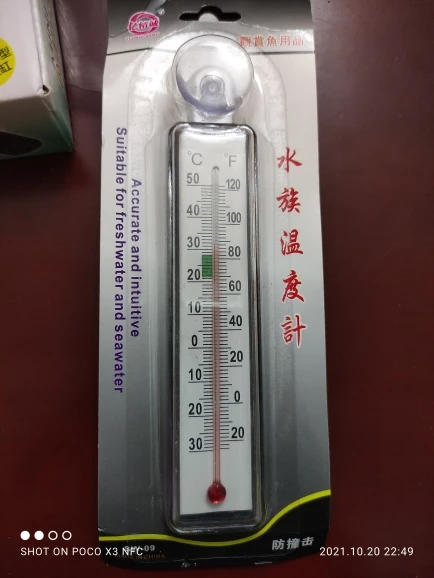 觀賞魚用品
水族温度計
Accurate and intuitive
Suitable for freshwater and seawater
°C °F
50 120
40 100
30 80
20 60
10 40
0 20
10 0
20 20
30
防撞击
SHOT ON POCO X3 NFC
2021.10.20 22:49